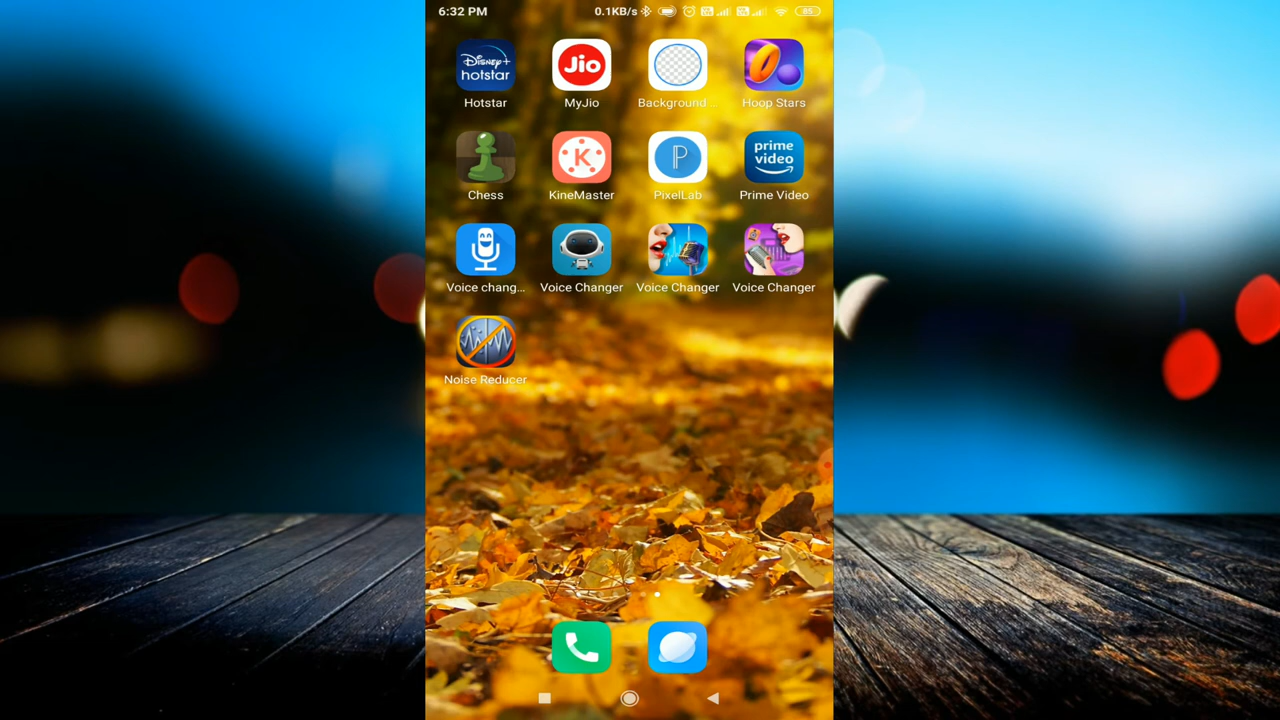 6:32 PM 0.1KB/s 85
DISNEY+
hotstar
Jio
Hotstar MyJio Background ... Hoop Stars
K P prime
video
Chess KineMaster PixelLab Prime Video
Voice chang... Voice Changer Voice Changer Voice Changer
Noise Reducer